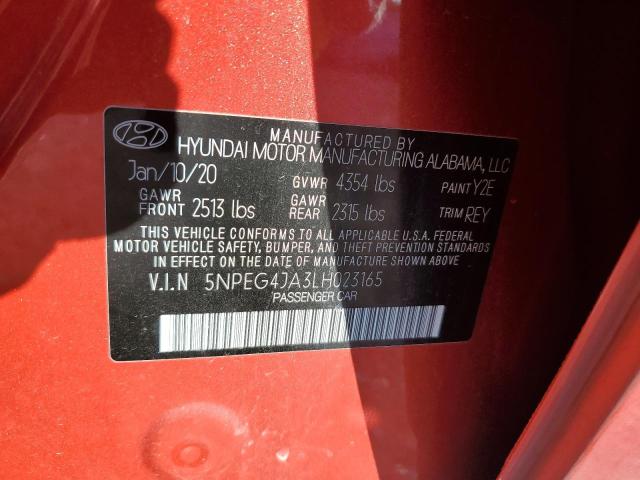 MANUFACTURED BY
HYUNDAI MOTOR MANUFACTURING ALABAMA, LLC
Jan/10/20 GVWR 4354 lbs PAINT Y2E
GAWR FRONT 2513 lbs GAWR REAR 2315 lbs TRIM REY
THIS VEHICLE CONFORMS TO ALL APPLICABLE U.S.A. FEDERAL
MOTOR VEHICLE SAFETY, BUMPER, AND THEFT PREVENTION STANDARDS
IN EFFECT ON THE DATE OF MANUFACTURE SHOWN ABOVE.
V.I.N 5NPEG4JA3LH023165
PASSENGER CAR